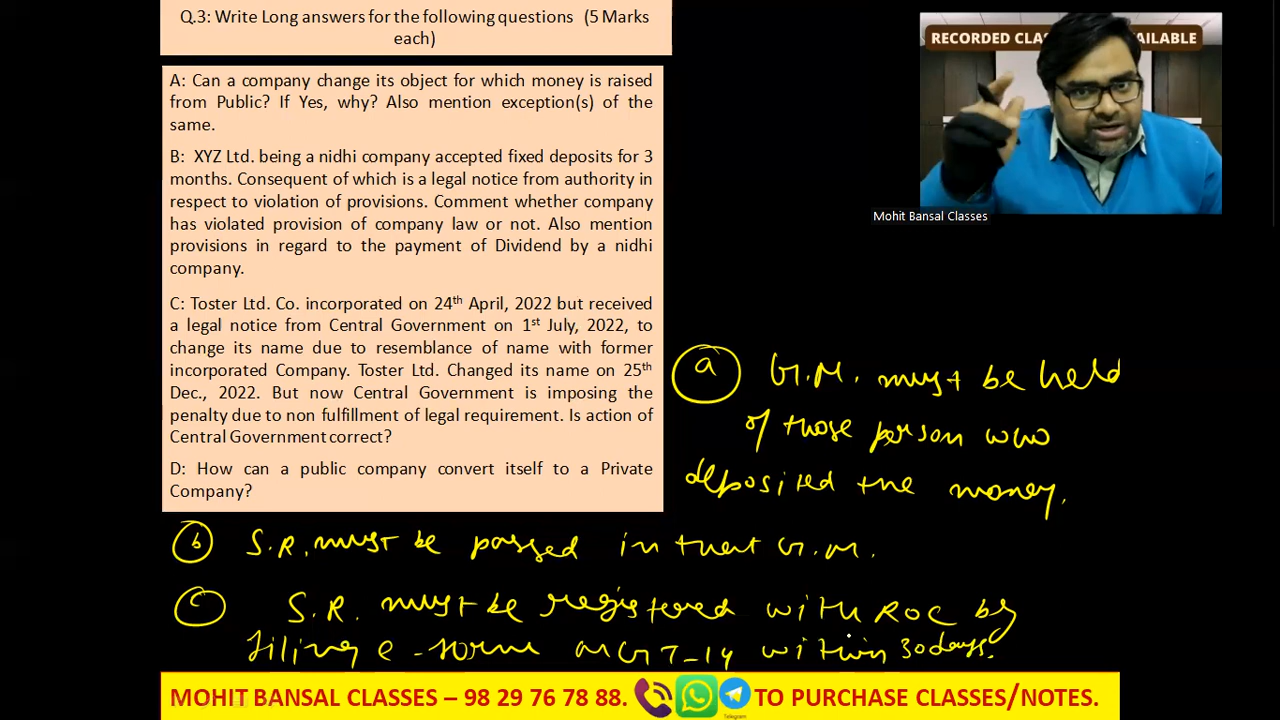 Q.3: Write Long answers for the following questions (5 Marks
each)
RECORDED CLAS AILABLE
A: Can a company change its object for which money is raised
from Public? If Yes, why? Also mention exception(s) of the
same.
B: XYZ Ltd. being a nidhi company accepted fixed deposits for 3
months. Consequent of which is a legal notice from authority in
respect to violation of provisions. Comment whether company
has violated provision of company law or not. Also mention
provisions in regard to the payment of Dividend by a nidhi
company.
Mohit Bansal Classes
C: Toster Ltd. Co. incorporated on 24th April, 2022 but received
a legal notice from Central Government on 1st July, 2022, to
change its name due to resemblance of name with former
incorporated Company. Toster Ltd. Changed its name on 25th
Dec., 2022. But now Central Government is imposing the
penalty due to non fulfillment of legal requirement. Is action of
Central Government correct?
D: How can a public company convert itself to a Private
Company?
a G.M. must be held
of those person who
deposited the money.
b S.R. must be passed in that G.M.
c S.R. must be registered with ROC by
filing e-form MGT-14 within 30 days.
MOHIT BANSAL CLASSES – 98 29 76 78 88. TO PURCHASE CLASSES/NOTES.
Telegram